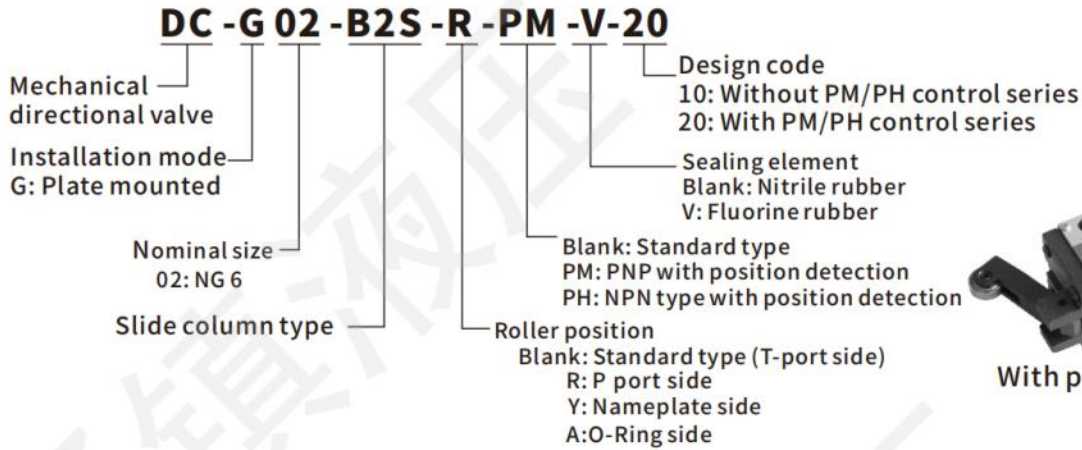 DC-G02-B2S-R-PM-V-20
Mechanical
directional valve
Installation mode
G: Plate mounted
Nominal size
02: NG 6
Slide column type
Design code
10: Without PM/PH control series
20: With PM/PH control series
Sealing element
Blank: Nitrile rubber
V: Fluorine rubber
Blank: Standard type
PM: PNP with position detection
PH: NPN type with position detection
Roller position
Blank: Standard type (T-port side)
R: P port side
Y: Nameplate side
A:O-Ring side
With p
镇液压